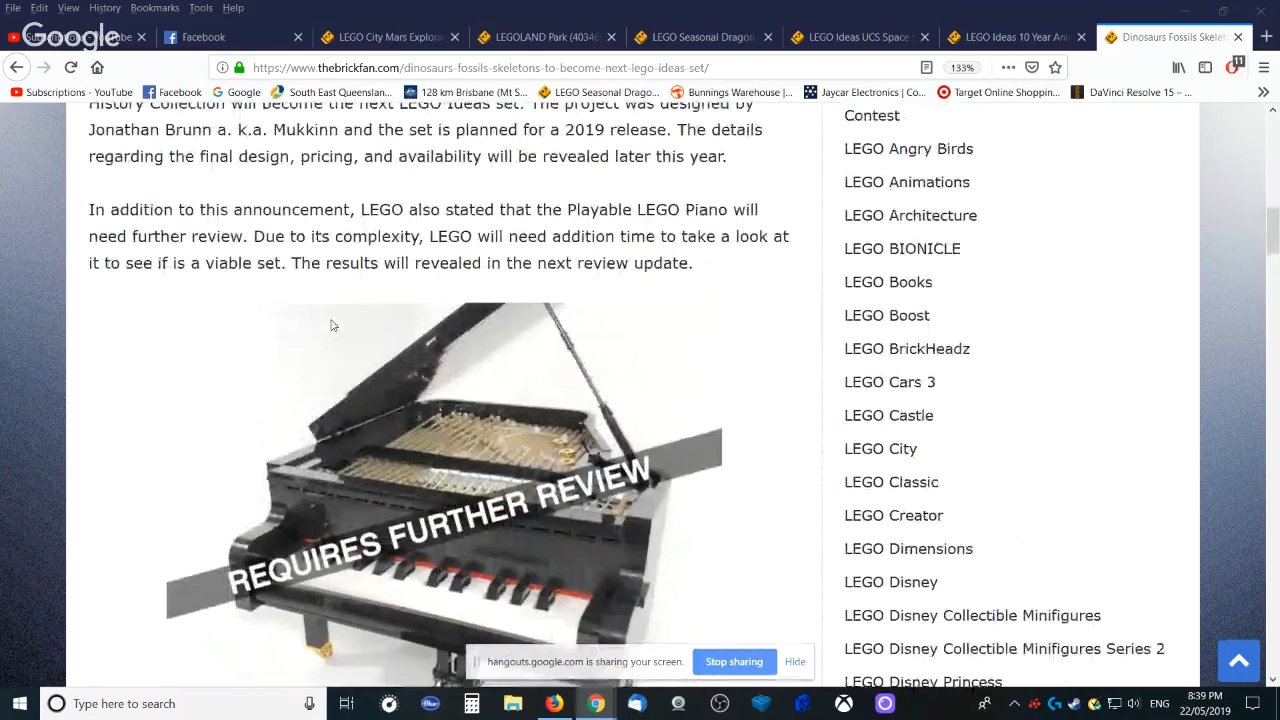 File Edit View History Bookmarks Tools Help
Google
Facebook
LEGO City Mars Explora
LEGOLAND Park (40346
LEGO Seasonal Dragon
LEGO Ideas UCS Space S
LEGO Ideas 10 Year Ann
Dinosaurs Fossils Skelet
https://www.thebrickfan.com/dinosaurs-fossils-skeletons-to-become-next-lego-ideas-set/
133%
11
Subscriptions - YouTube
Facebook
Google
South East Queenslan...
128 km Brisbane (Mt S...
LEGO Seasonal Drago...
Bunnings Warehouse |...
Jaycar Electronics | Co...
Target Online Shoppin...
DaVinci Resolve 15 – ...
History Collection will become the next LEGO Ideas set. The project was designed by
Jonathan Brunn a. k.a. Mukkinn and the set is planned for a 2019 release. The details
regarding the final design, pricing, and availability will be revealed later this year.
In addition to this announcement, LEGO also stated that the Playable LEGO Piano will
need further review. Due to its complexity, LEGO will need addition time to take a look at
it to see if is a viable set. The results will revealed in the next review update.
REQUIRES FURTHER REVIEW
Contest
LEGO Angry Birds
LEGO Animations
LEGO Architecture
LEGO BIONICLE
LEGO Books
LEGO Boost
LEGO BrickHeadz
LEGO Cars 3
LEGO Castle
LEGO City
LEGO Classic
LEGO Creator
LEGO Dimensions
LEGO Disney
LEGO Disney Collectible Minifigures
LEGO Disney Collectible Minifigures Series 2
LEGO Disney Princess
hangouts.google.com is sharing your screen.
Stop sharing
Hide
Type here to search
ENG
8:39 PM
22/05/2019